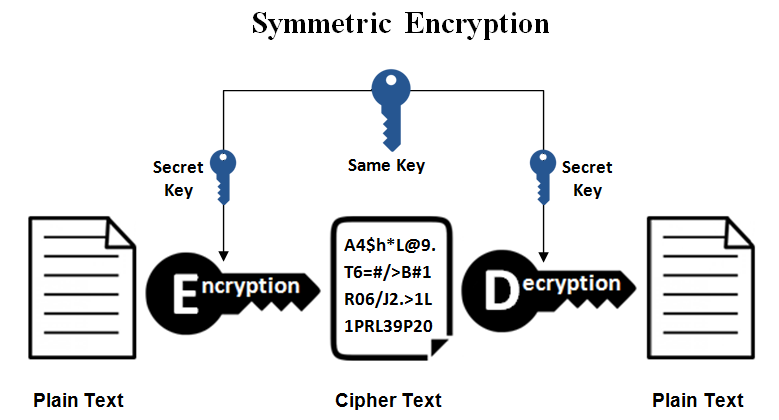 Symmetric Encryption
Same Key
Secret
Key
Secret
Key
Encryption
A4$h*L@9.
T6=#/>B#1
R06/J2.>1L
1PRL39P20
Decryption
Plain Text
Cipher Text
Plain Text